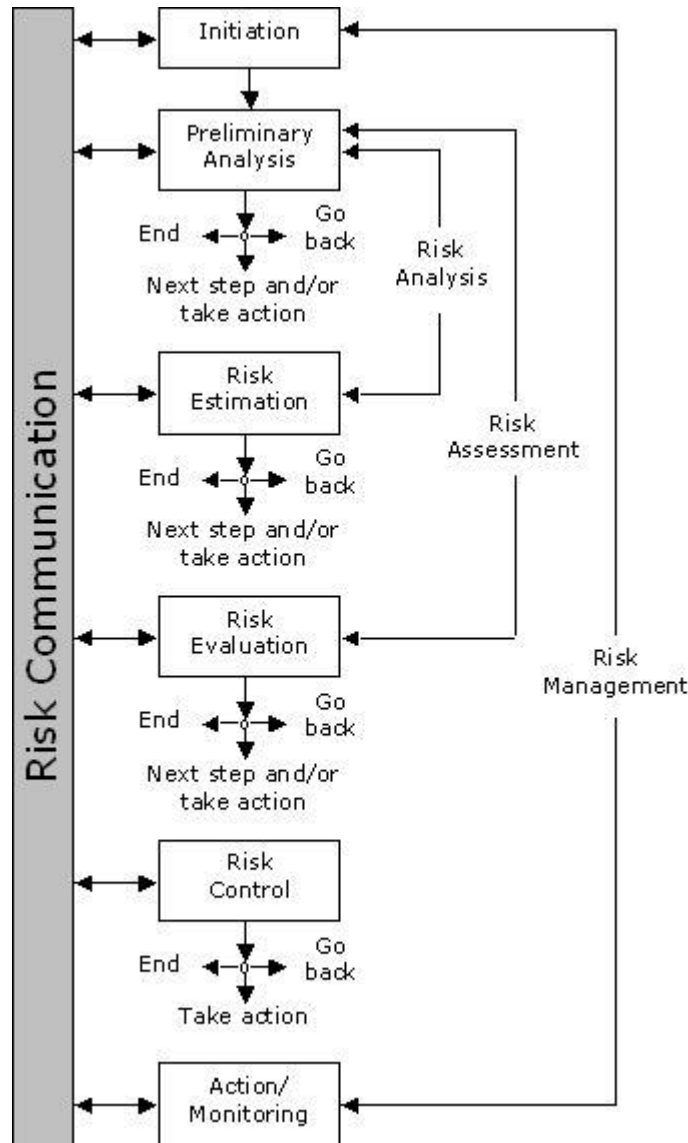 Risk Communication
Initiation
Preliminary
Analysis
End
Go
back
Next step and/or
take action
Risk
Analysis
Risk
Estimation
End
Go
back
Next step and/or
take action
Risk
Assessment
Risk
Evaluation
End
Go
back
Next step and/or
take action
Risk
Management
Risk
Control
End
Go
back
Take action
Action/
Monitoring